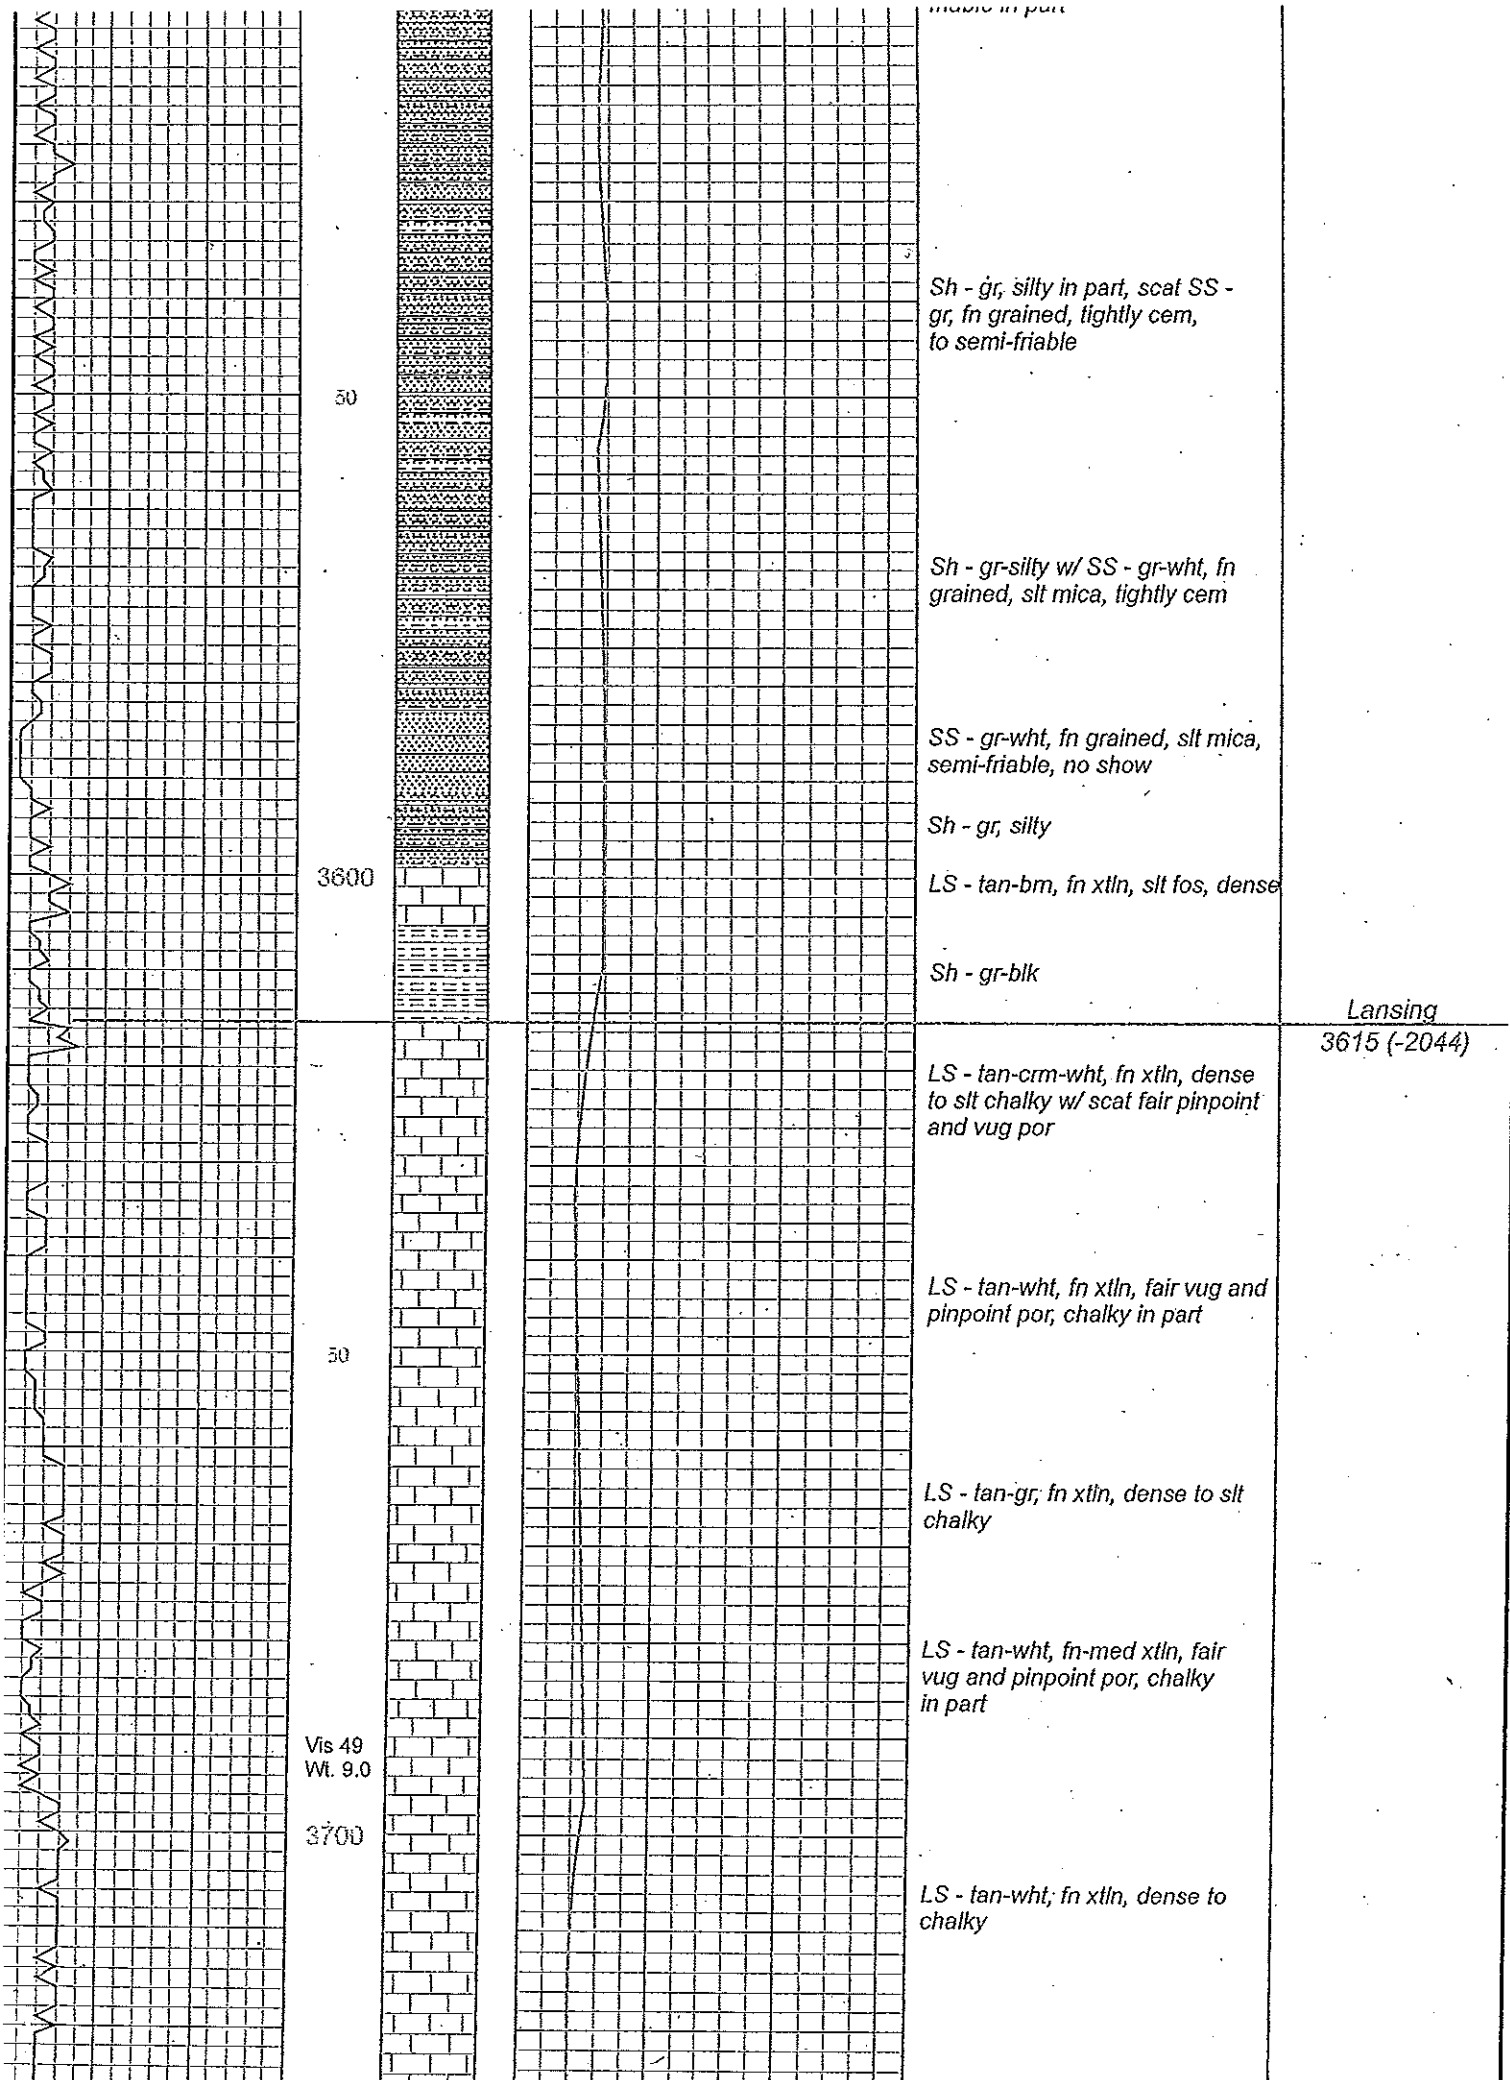 in part
Sh - gr, silty in part, scat SS -
gr, fn grained, tightly cem,
to semi-friable
50
Sh - gr-silty w/ SS - gr-wht, fn
grained, slt mica, tightly cem
SS - gr-wht, fn grained, slt mica,
semi-friable, no show
Sh - gr, silty
3600
LS - tan-brn, fn xtln, slt fos, dense
Sh - gr-blk
Lansing
3615 (-2044)
LS - tan-crm-wht, fn xtln, dense
to slt chalky w/ scat fair pinpoint
and vug por
LS - tan-wht, fn xtln, fair vug and
pinpoint por, chalky in part
50
LS - tan-gr, fn xtln, dense to slt
chalky
LS - tan-wht, fn-med xtln, fair
vug and pinpoint por, chalky
in part
Vis 49
Wt. 9.0
3700
LS - tan-wht, fn xtln, dense to
chalky